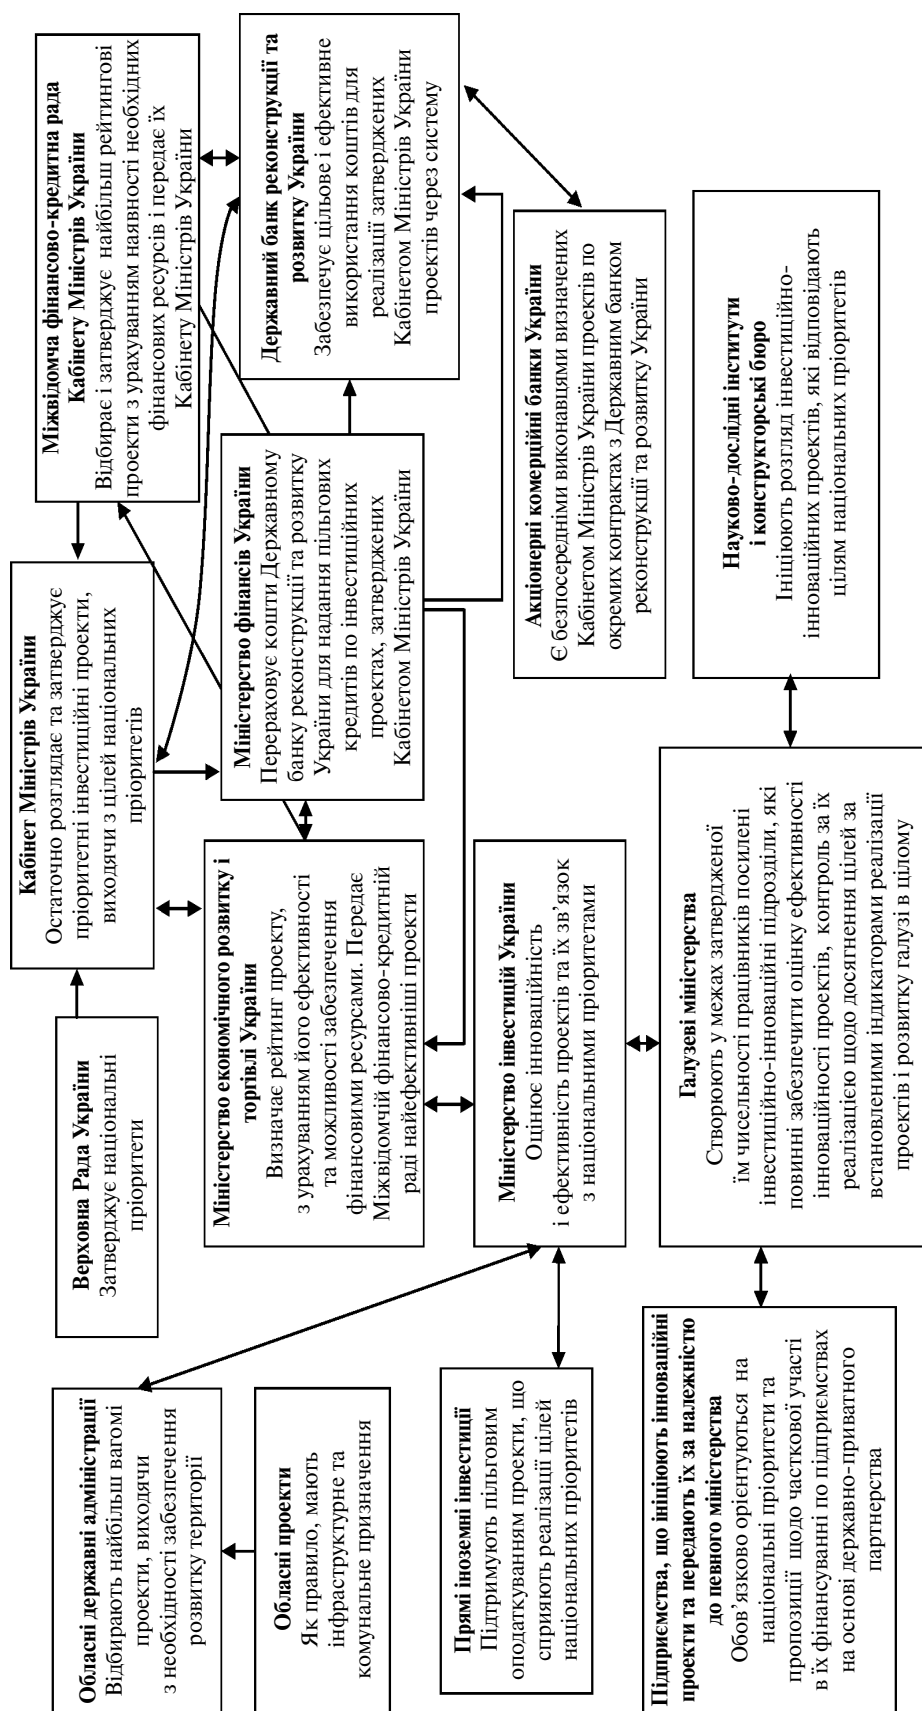 Обласні державні адміністрації
Відбирають найбільш вагомі
проекти, виходячи
з необхідності забезпечення
розвитку території
Верховна Рада України
Затверджує національні
пріоритети
Кабінет Міністрів України
Остаточно розглядає та затверджує
пріоритетні інвестиційні проекти,
виходячи з цілей національних
пріоритетів
Міжвідомча фінансово-кредитна рада
Кабінету Міністрів України
Відбирає і затверджує найбільш рейтингові
проекти з урахуванням наявності необхідних
фінансових ресурсів і передає їх
Кабінету Міністрів України
Обласні проекти
Як правило, мають
інфраструктурне та
комунальне призначення
Міністерство економічного розвитку і
торгівлі України
Визначає рейтинг проекту,
з урахуванням його ефективності
та можливості забезпечення
фінансовими ресурсами. Передає
Міжвідомчій фінансово-кредитній
раді найефективніші проекти
Міністерство фінансів України
Перераховує кошти Державному
банку реконструкції та розвитку
України для надання пільгових
кредитів по інвестиційних
проектах, затверджених
Кабінетом Міністрів України
Державний банк реконструкції та
розвитку України
Забезпечує цільове і ефективне
використання коштів для
реалізації затверджених
Кабінетом Міністрів України
проектів через систему
Прямі іноземні інвестиції
Підтримують пільговим
оподаткуванням проекти, що
сприяють реалізації цілей
національних пріоритетів
Міністерство інвестицій України
Оцінює інноваційність
і ефективність проектів та їх зв’язок
з національними пріоритетами
Акціонерні комерційні банки України
Є безпосередніми виконавцями визначених
Кабінетом Міністрів України проектів по
окремих контрактах з Державним банком
реконструкції та розвитку України
Підприємства, що ініціюють інноваційні
проекти та передають їх за належністю
до певного міністерства
Обов’язково орієнтуються на
національні пріоритети та
пропозиції щодо часткової участі
в їх фінансуванні по підприємствах
на основі державно-приватного
партнерства
Галузеві міністерства
Створюють у межах затвердженої
їм чисельності працівників посилені
інвестиційно-інноваційні підрозділи, які
повинні забезпечити оцінку ефективності
інноваційності проектів, контроль за їх
реалізацією щодо досягнення цілей за
встановленими індикаторами реалізації
проектів і розвитку галузі в цілому
Науково-дослідні інститути
і конструкторські бюро
Ініціюють розгляд інвестиційно-
інноваційних проектів, які відповідають
цілям національних пріоритетів